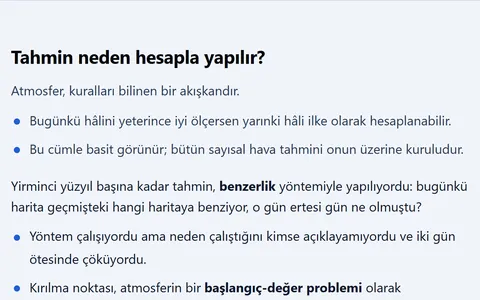 Tahmin neden hesapla yapılır?
Atmosfer, kuralları bilinen bir akışkandır.
• Bugünkü hâlini yeterince iyi ölçersen yarınki hâli ilke olarak hesaplanabilir.
• Bu cümle basit görünür; bütün sayısal hava tahmini onun üzerine kuruludur.
Yirminci yüzyıl başına kadar tahmin, benzerlik yöntemiyle yapılıyordu: bugünkü
harita geçmişteki hangi haritaya benziyor, o gün ertesi gün ne olmuştu?
• Yöntem çalışıyordu ama neden çalıştığını kimse açıklayamıyordu ve iki gün
ötesinde çöküyordu.
• Kırılma noktası, atmosferin bir başlangıç-değer problemi olarak